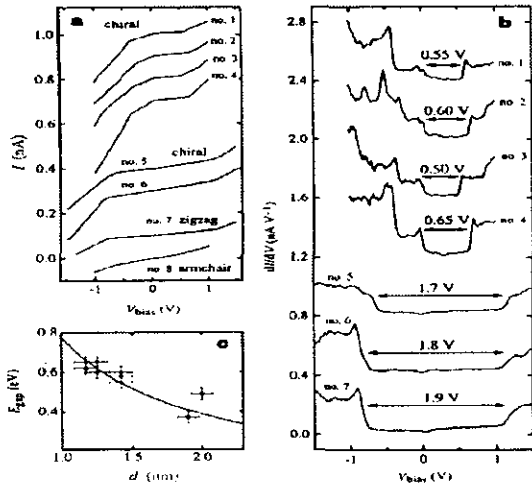 a
chiral
no. 1
no. 2
no. 3
no. 4
no. 5
chiral
no. 6
no. 7 zigzag
no 8 armchair
I (nA)
1.0
0.8
0.6
0.4
0.2
0.0
-1
0
1
Vbias (V)
b
0.55 V
no. 1
0.60 V
no. 2
0.50 V
no. 3
0.65 V
no. 4
no. 5
1.7 V
no. 6
1.8 V
no. 7
1.9 V
dI/dV (nA V-1)
2.8
2.4
2.0
1.6
1.2
0.8
0.4
0.0
-1
0
1
Vbias (V)
c
Egap (eV)
0.8
0.6
0.4
1.0
1.5
2.0
d (nm)